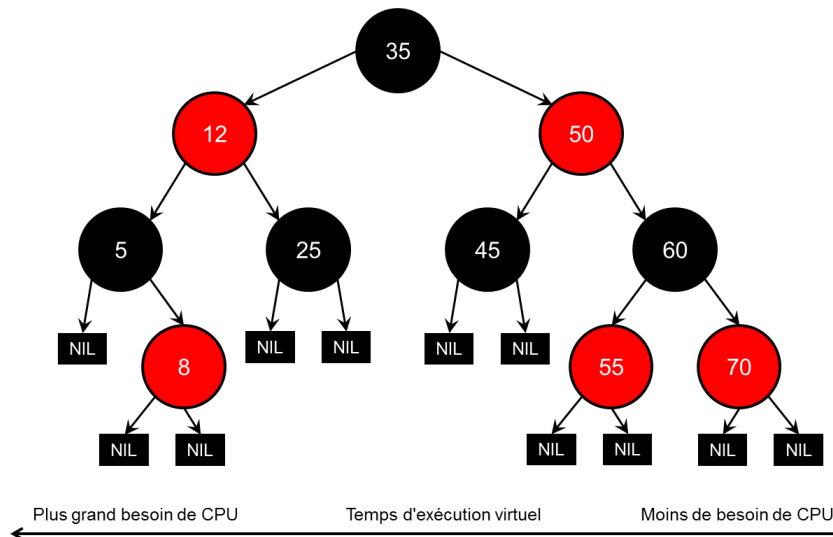 35
12
50
5
25
45
60
NIL
NIL
NIL
NIL
NIL
8
55
70
NIL
NIL
NIL
NIL
NIL
NIL
Plus grand besoin de CPU
Temps d'exécution virtuel
Moins de besoin de CPU